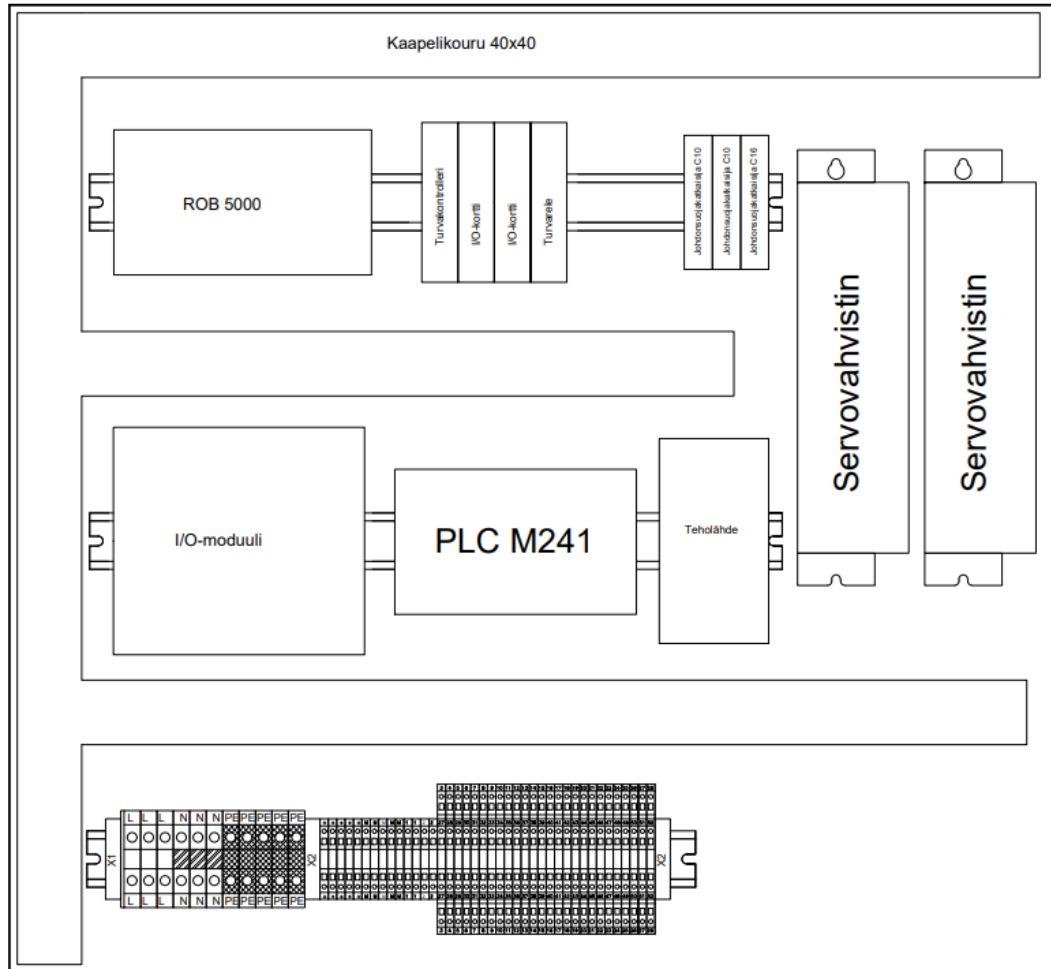 Kaapelikouru 40x40
ROB 5000
Turvakontrolleri
I/O-kortti
I/O-kortti
Turvarele
Johdonsuojakatkaisija C10
Johdonsuojakatkaisija C10
Johdonsuojakatkaisija C16
Servovahvistin
Servovahvistin
I/O-moduuli
PLC M241
Teholähde
L L L N N N PE PE PE PE PE
X1
X2
X2
L L L N N N PE PE PE PE PE